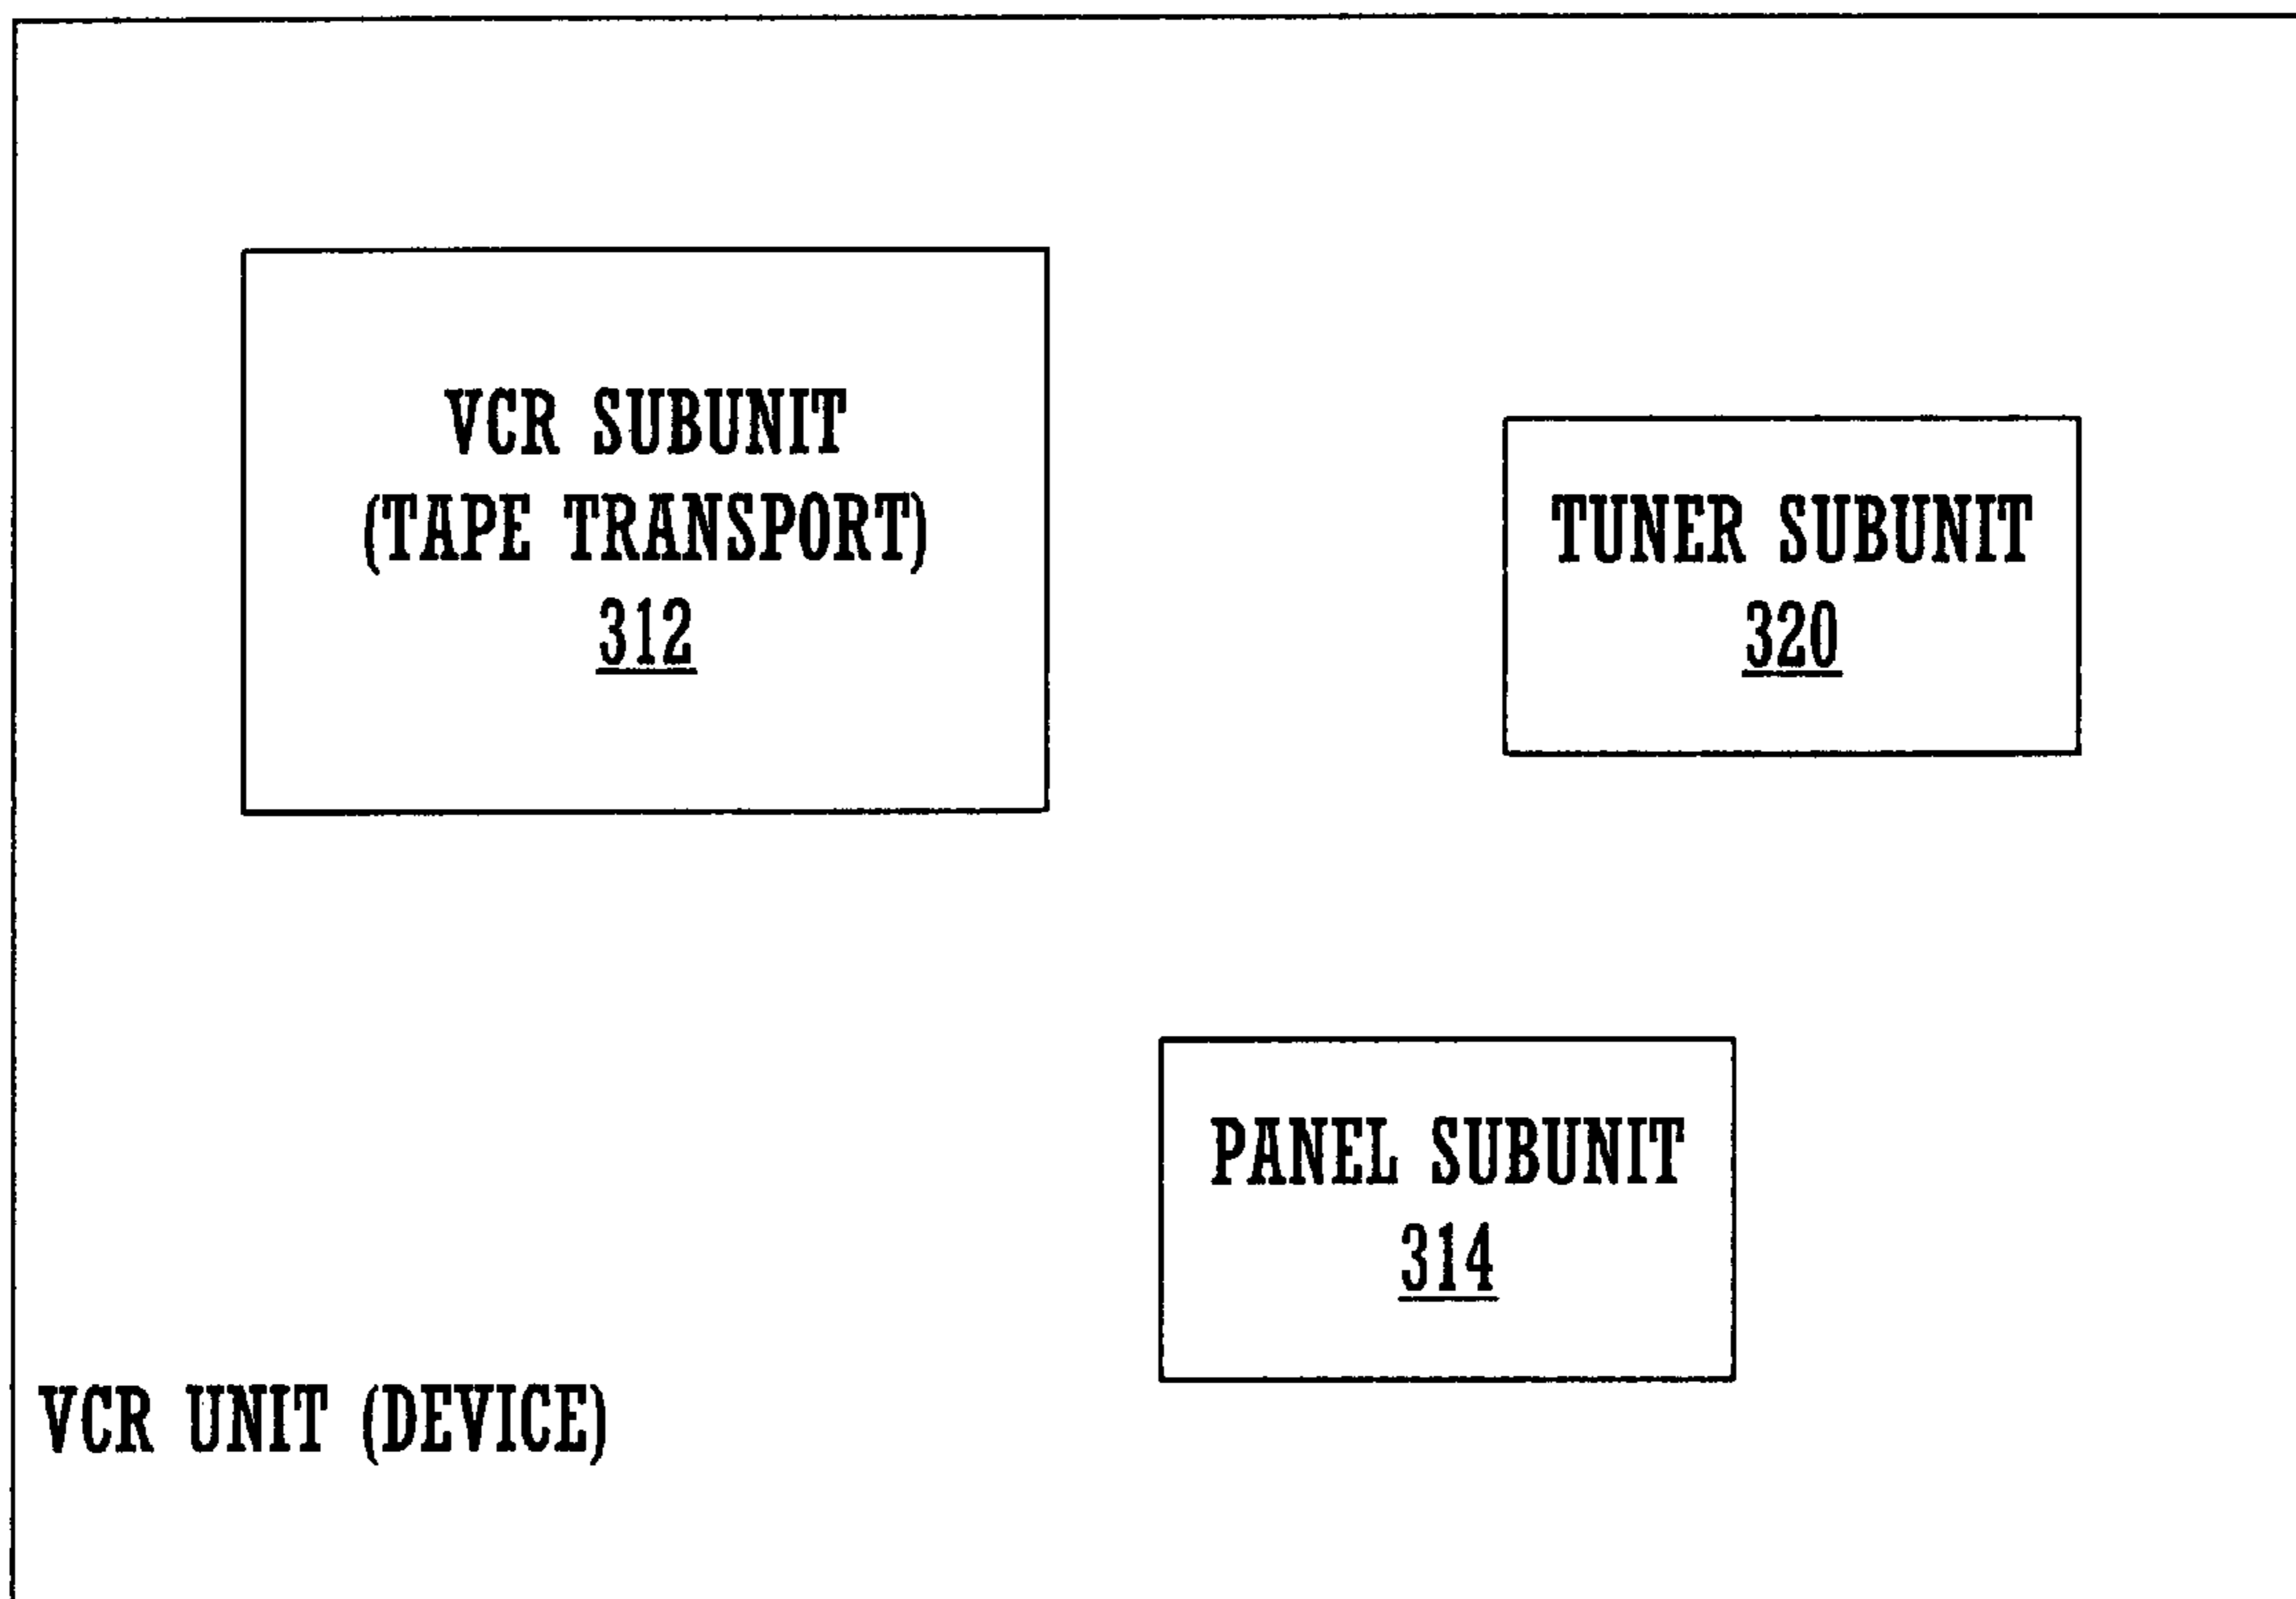 VCR SUBUNIT
(TAPE TRANSPORT)
312
TUNER SUBUNIT
320
PANEL SUBUNIT
314
VCR UNIT (DEVICE)